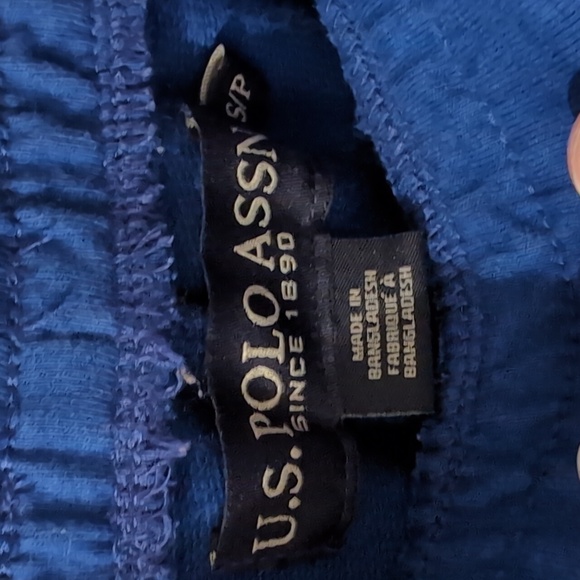 S/P
U.S. POLO ASSN
SINCE 1890
MADE IN
BANGLADESH
FABRIQUÉ À
BANGLADESH